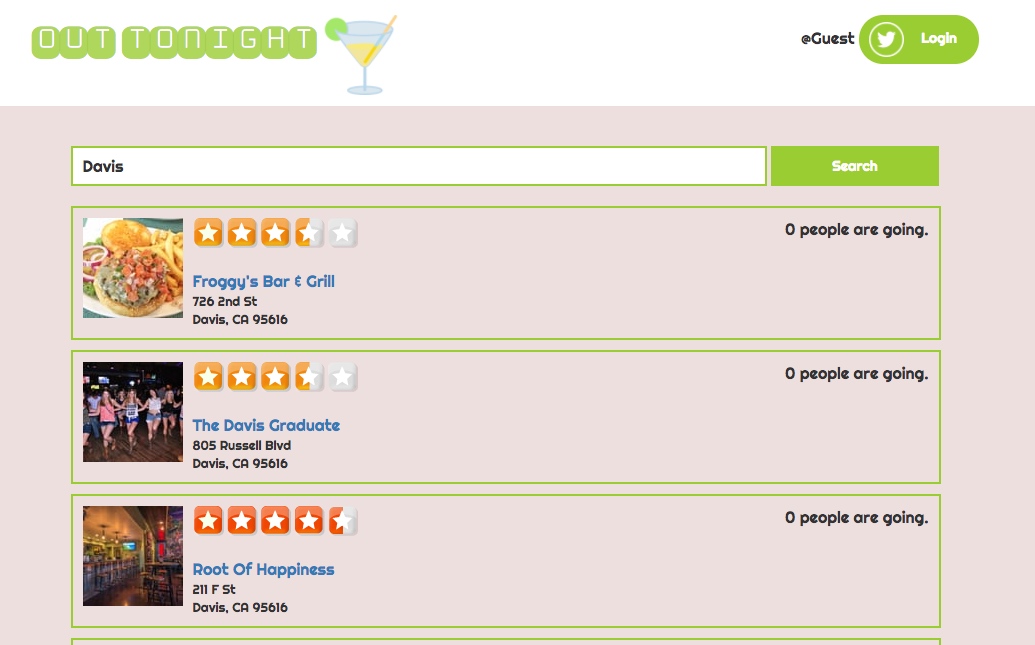 OUT TONIGHT
@Guest
Login
Davis
Search
0 people are going.
Froggy's Bar & Grill
726 2nd St
Davis, CA 95616
0 people are going.
The Davis Graduate
805 Russell Blvd
Davis, CA 95616
0 people are going.
Root Of Happiness
211 F St
Davis, CA 95616